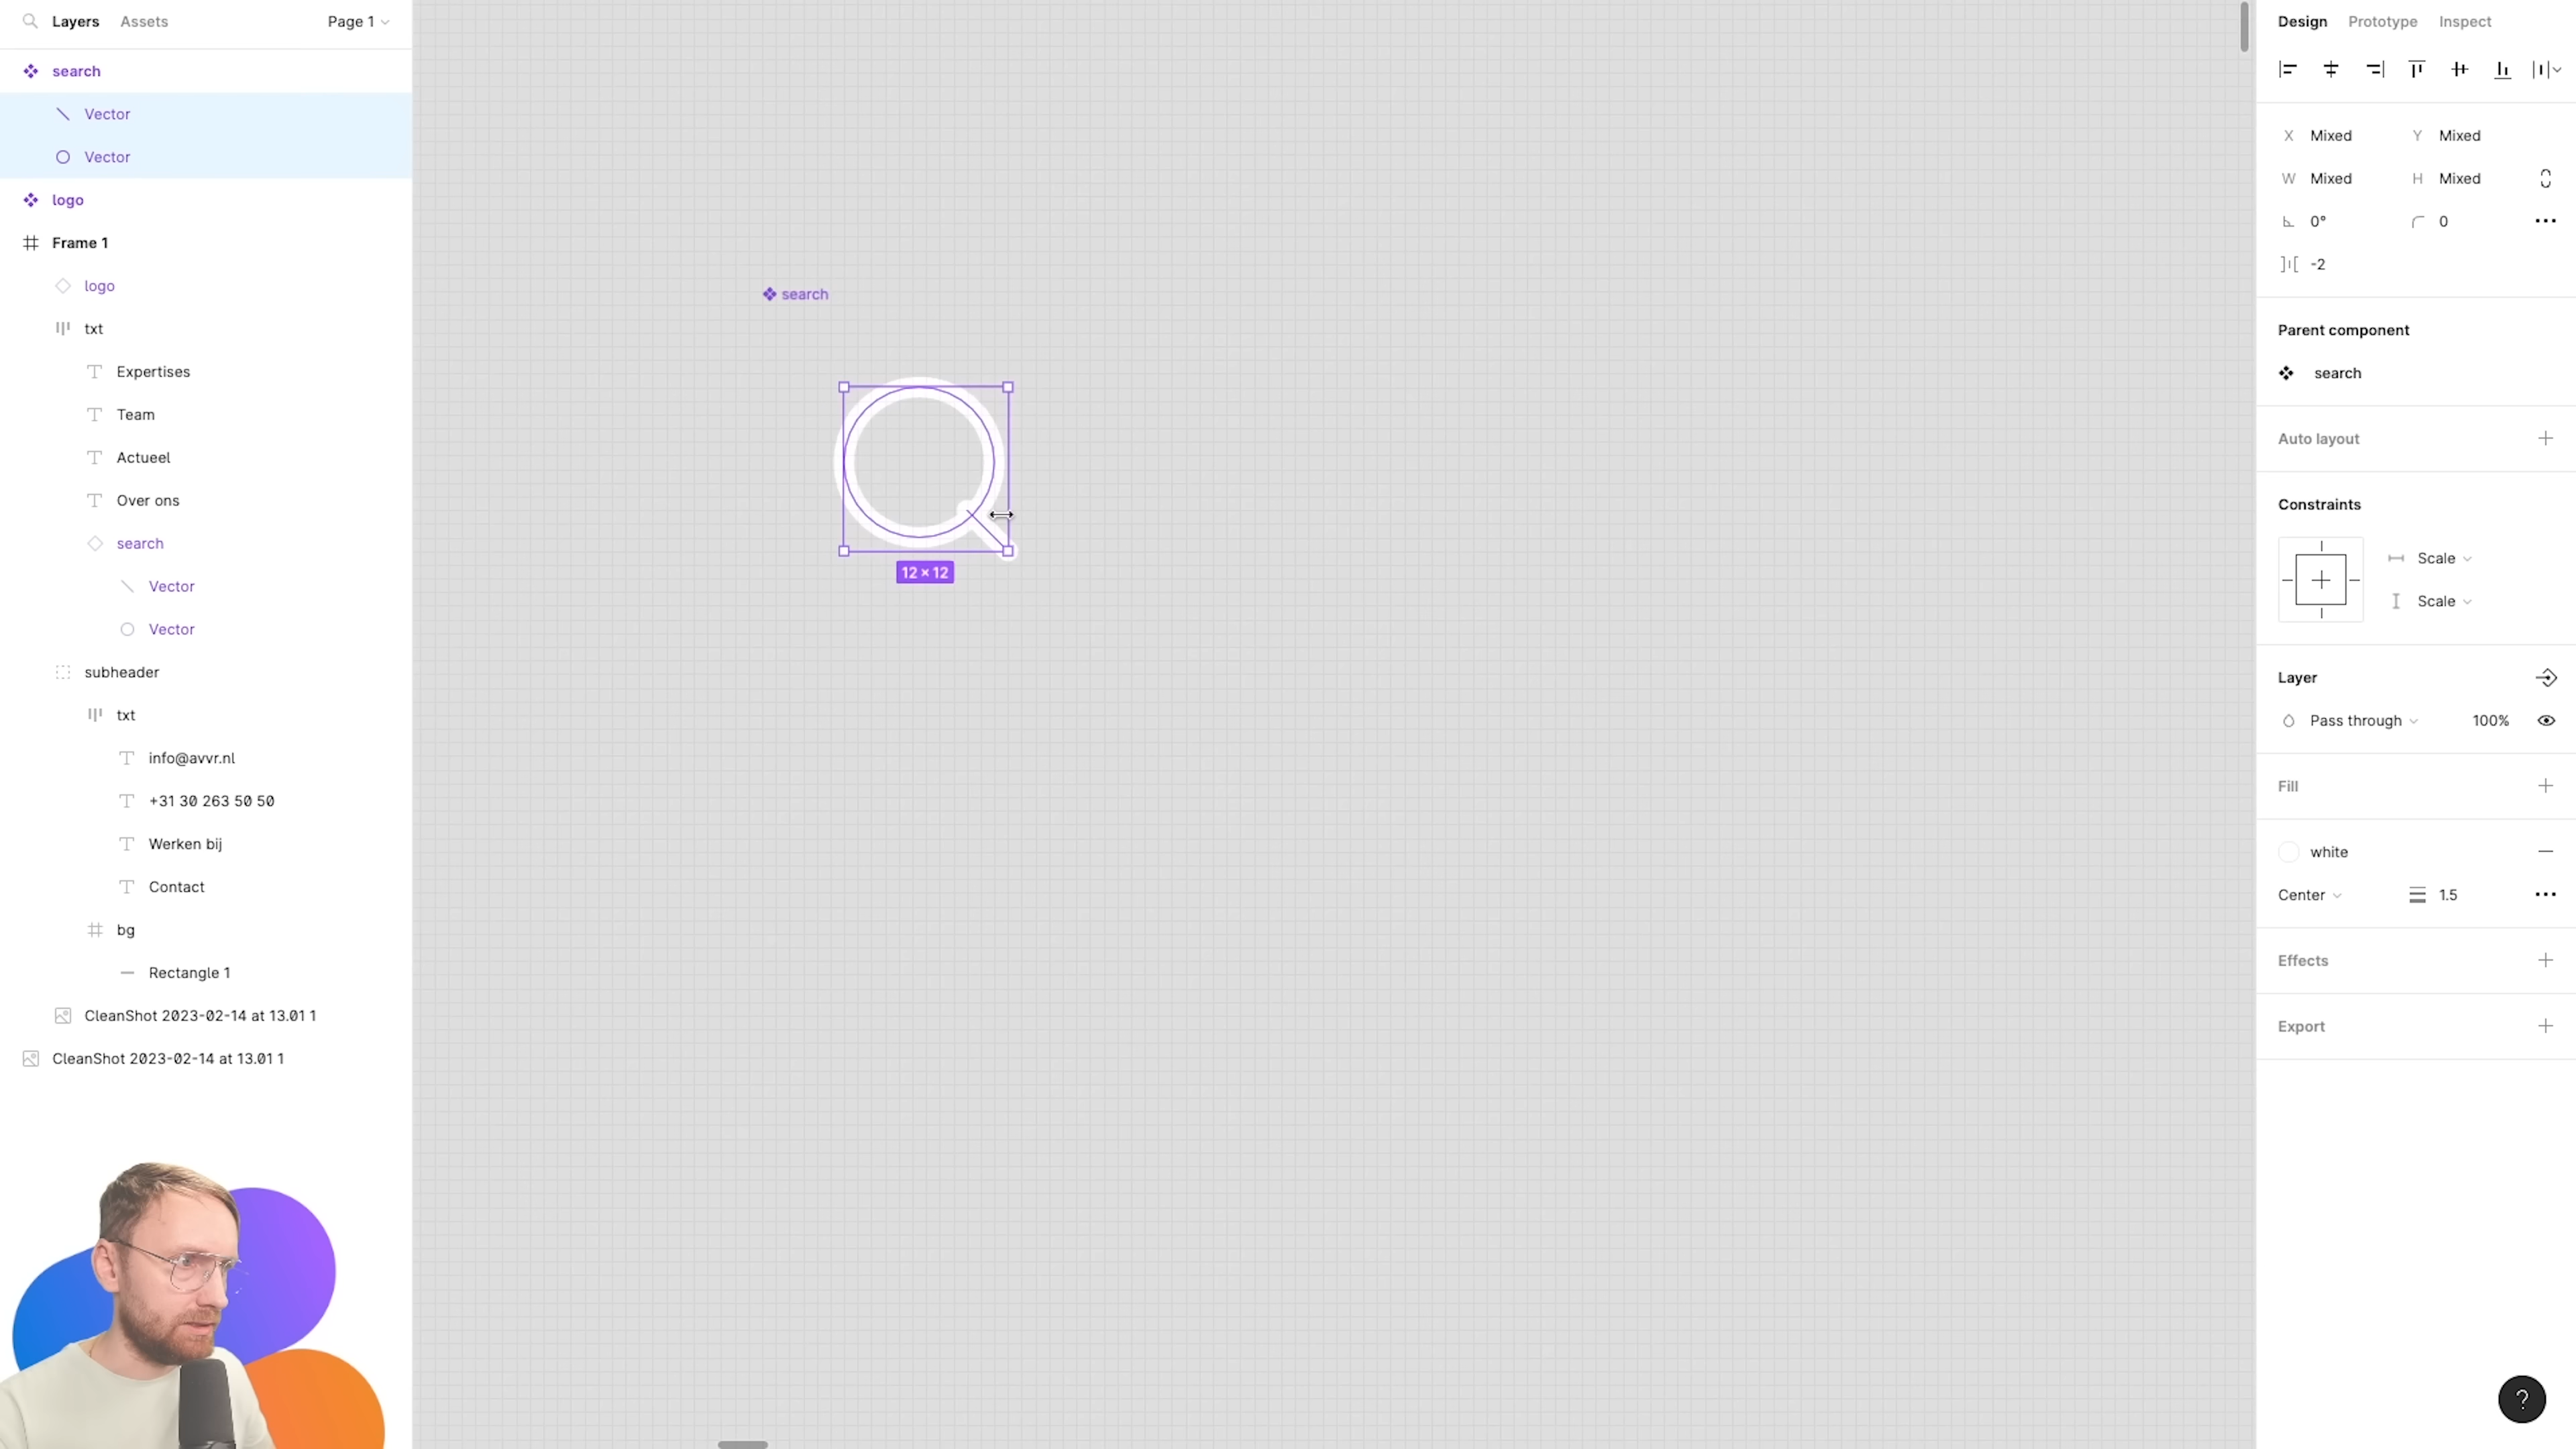 Layers Assets Page 1
search
Vector
Vector
logo
Frame 1
logo
txt
Expertises
Team
Actueel
Over ons
search
Vector
Vector
subheader
txt
info@avvr.nl
+31 30 263 50 50
Werken bij
Contact
bg
Rectangle 1
CleanShot 2023-02-14 at 13.01 1
CleanShot 2023-02-14 at 13.01 1
search
12 × 12
Design Prototype Inspect
X Mixed Y Mixed
W Mixed H Mixed
0° 0
-2
Parent component
search
Auto layout
Constraints
Scale
Scale
Layer
Pass through 100%
Fill
white
Center 1.5
Effects
Export
?